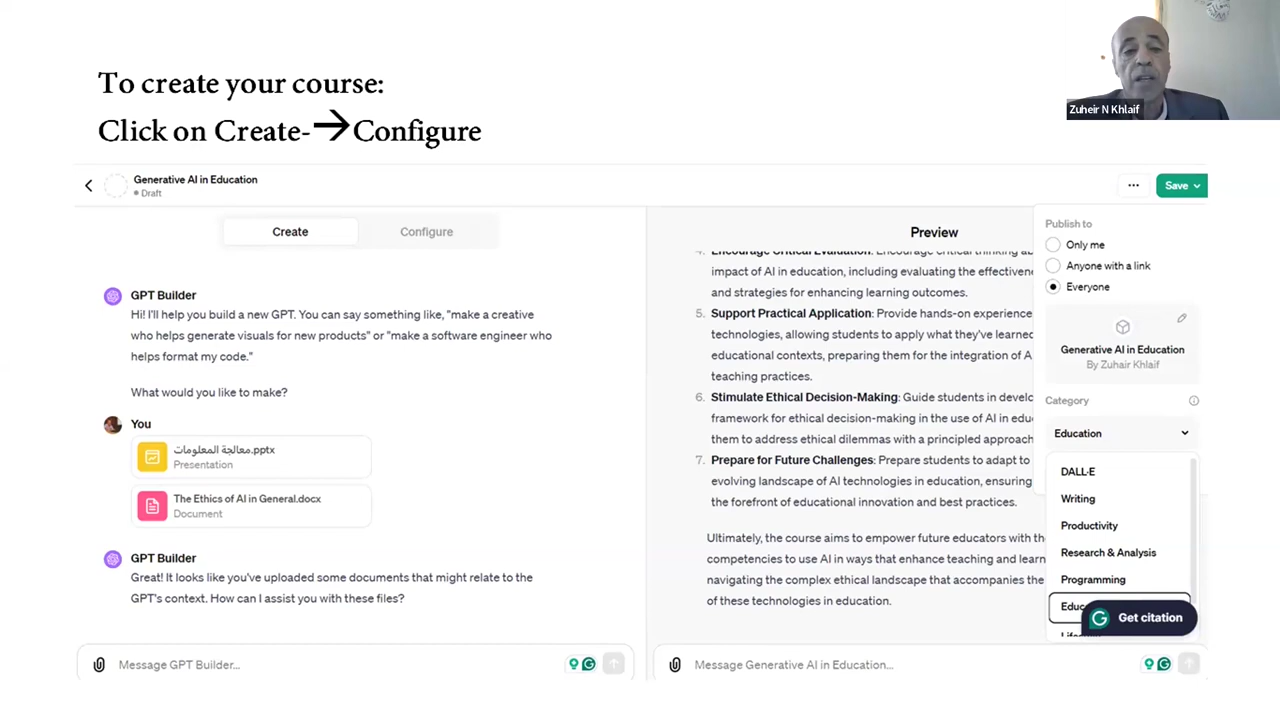 To create your course:
Click on Create-→Configure
Zuheir N Khlaif
Generative AI in Education
Draft
Save
Create
Configure
GPT Builder
Hi! I'll help you build a new GPT. You can say something like, "make a creative
who helps generate visuals for new products" or "make a software engineer who
helps format my code."
What would you like to make?
You
معالجة المعلومات.pptx
Presentation
The Ethics of AI in General.docx
Document
GPT Builder
Great! It looks like you've uploaded some documents that might relate to the
GPT's context. How can I assist you with these files?
Message GPT Builder...
Preview
Encourage Critical Evaluation: Encourage critical thinking
impact of AI in education, including evaluating the effectiveness
and strategies for enhancing learning outcomes.
5. Support Practical Application: Provide hands-on experience
technologies, allowing students to apply what they've learned
educational contexts, preparing them for the integration of AI
teaching practices.
6. Stimulate Ethical Decision-Making: Guide students in
framework for ethical decision-making in the use of AI in
them to address ethical dilemmas with a principled approach
7. Prepare for Future Challenges: Prepare students to adapt to
evolving landscape of AI technologies in education, ensuring
the forefront of educational innovation and best practices.
Ultimately, the course aims to empower future educators with the
competencies to use AI in ways that enhance teaching and
navigating the complex ethical landscape that accompanies the
of these technologies in education.
Message Generative AI in Education...
Publish to
Only me
Anyone with a link
Everyone
Generative AI in Education
By Zuhair Khlaif
Category
Education
DALL·E
Writing
Productivity
Research & Analysis
Programming
Get citation